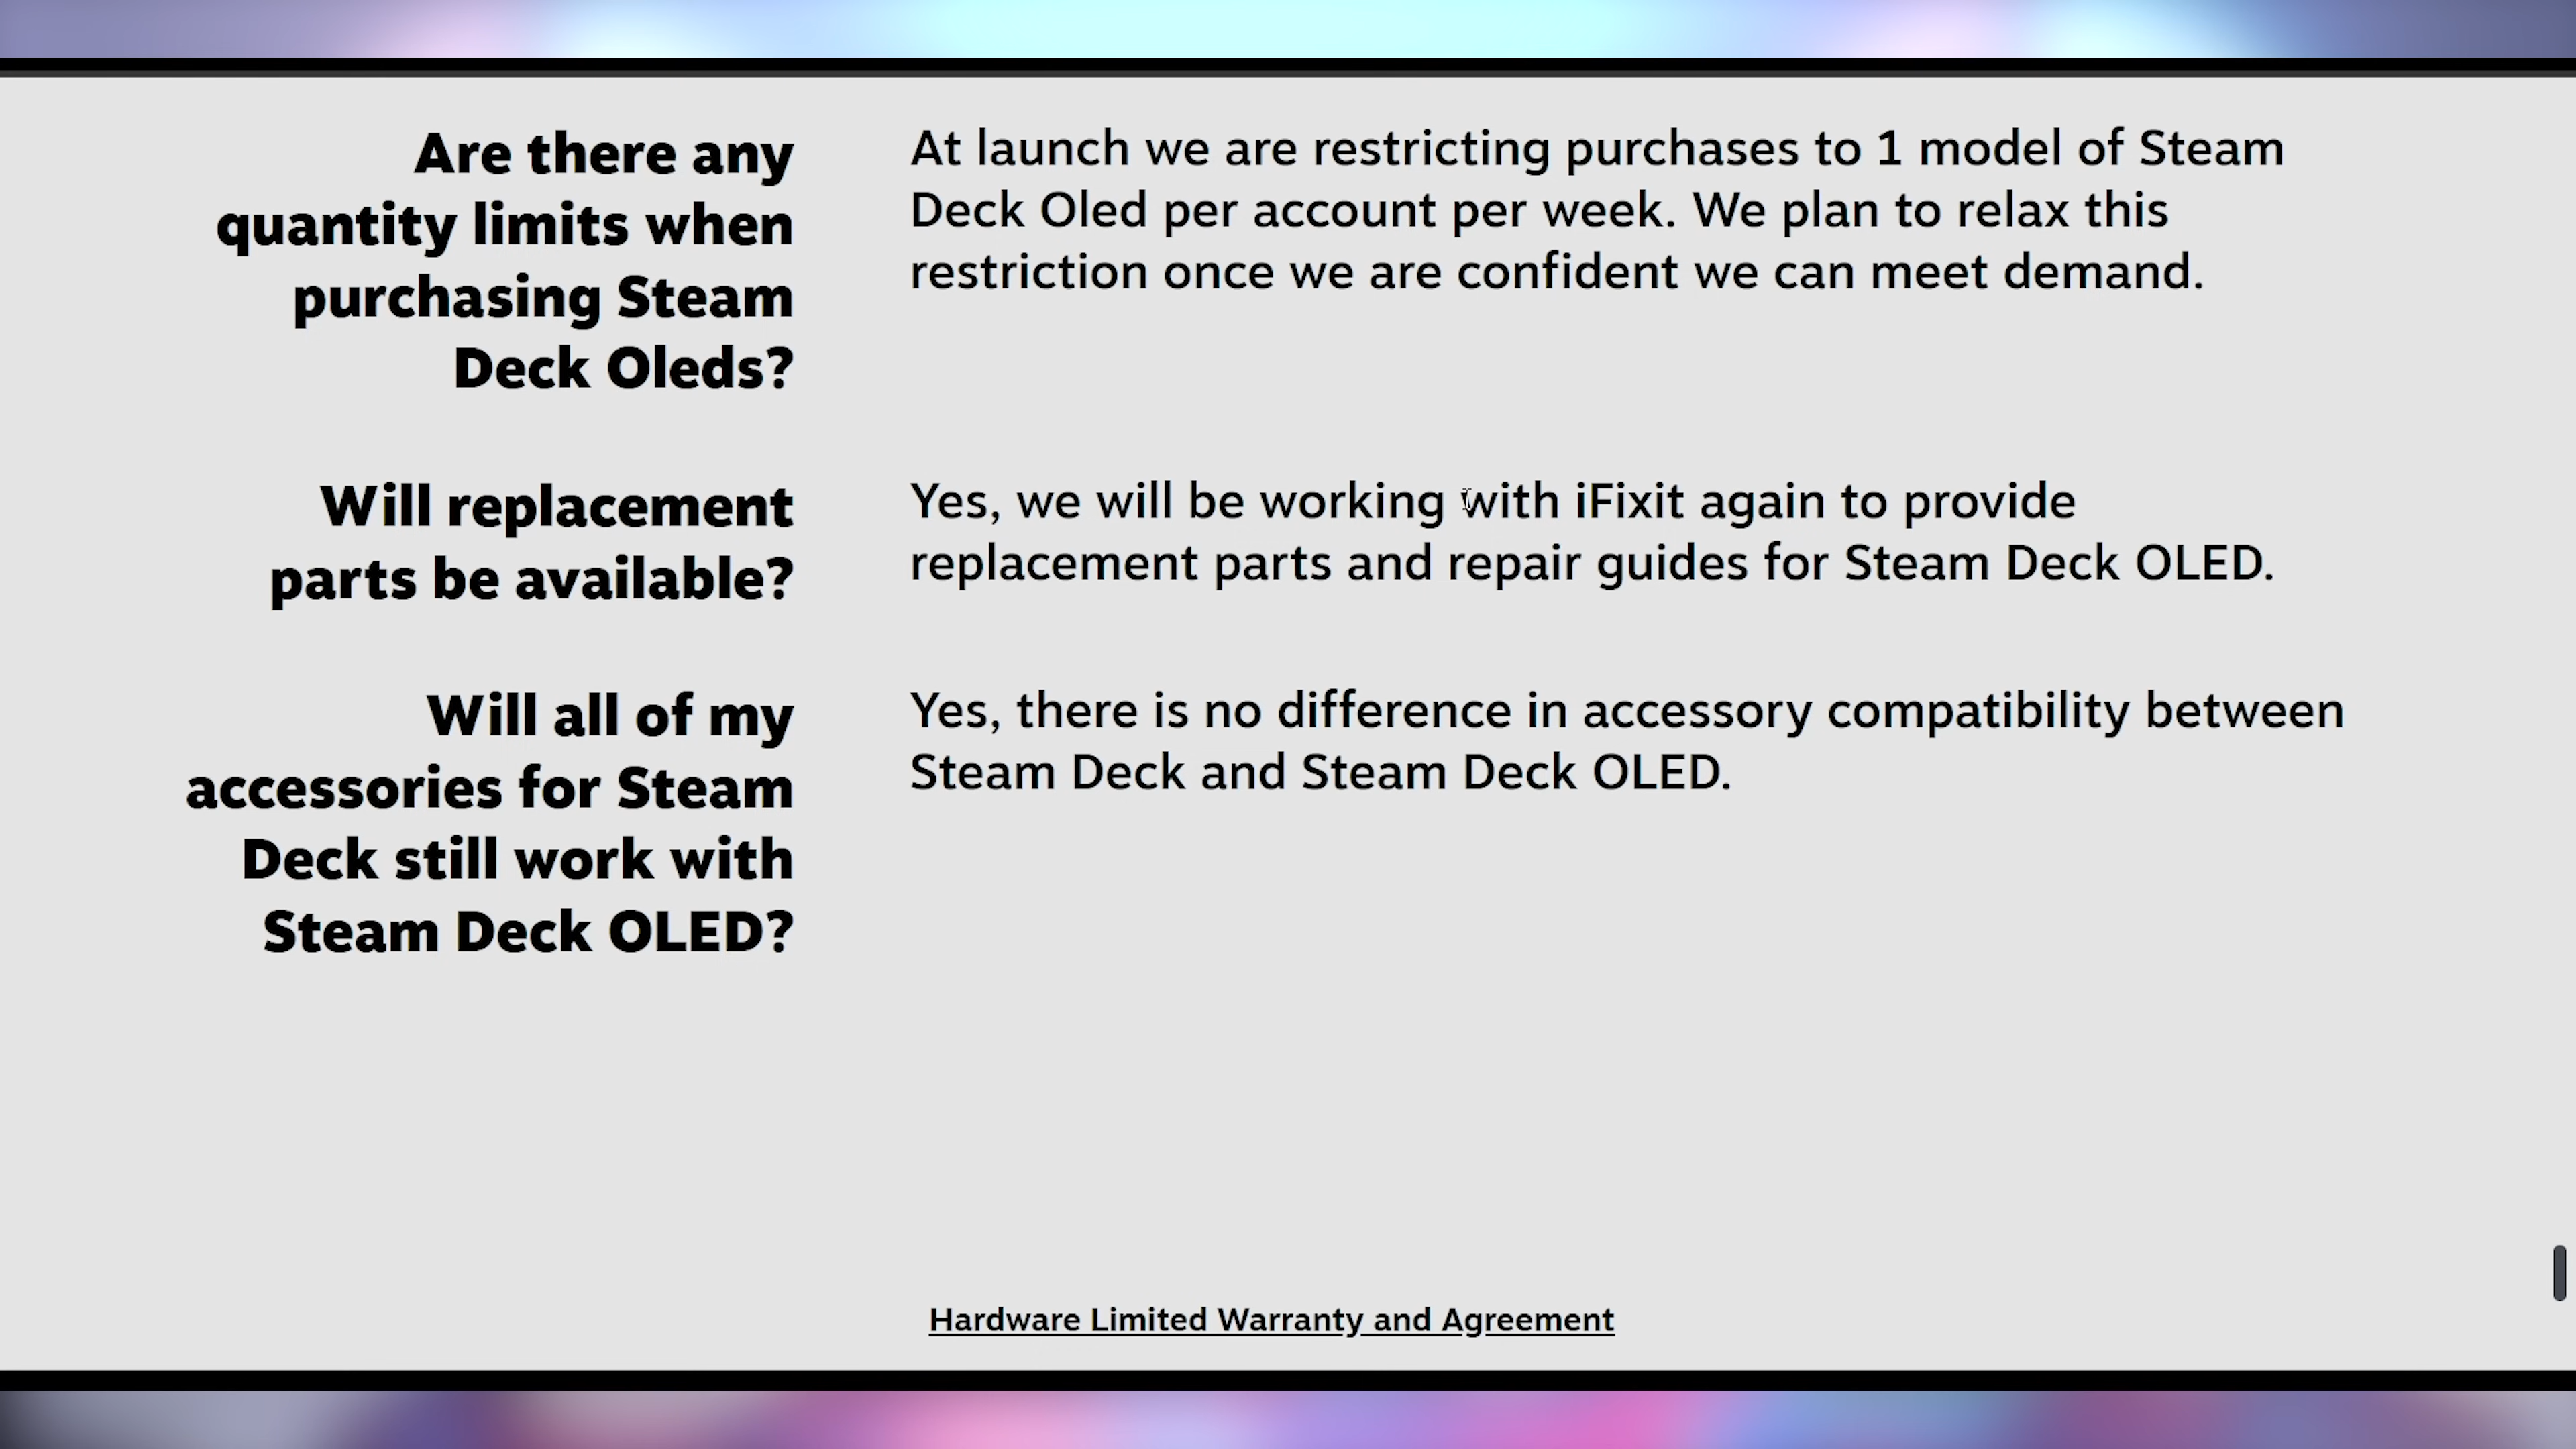 Are there any
quantity limits when
purchasing Steam
Deck Oleds?
At launch we are restricting purchases to 1 model of Steam
Deck Oled per account per week. We plan to relax this
restriction once we are confident we can meet demand.
Will replacement
parts be available?
Yes, we will be working with iFixit again to provide
replacement parts and repair guides for Steam Deck OLED.
Will all of my
accessories for Steam
Deck still work with
Steam Deck OLED?
Yes, there is no difference in accessory compatibility between
Steam Deck and Steam Deck OLED.
Hardware Limited Warranty and Agreement